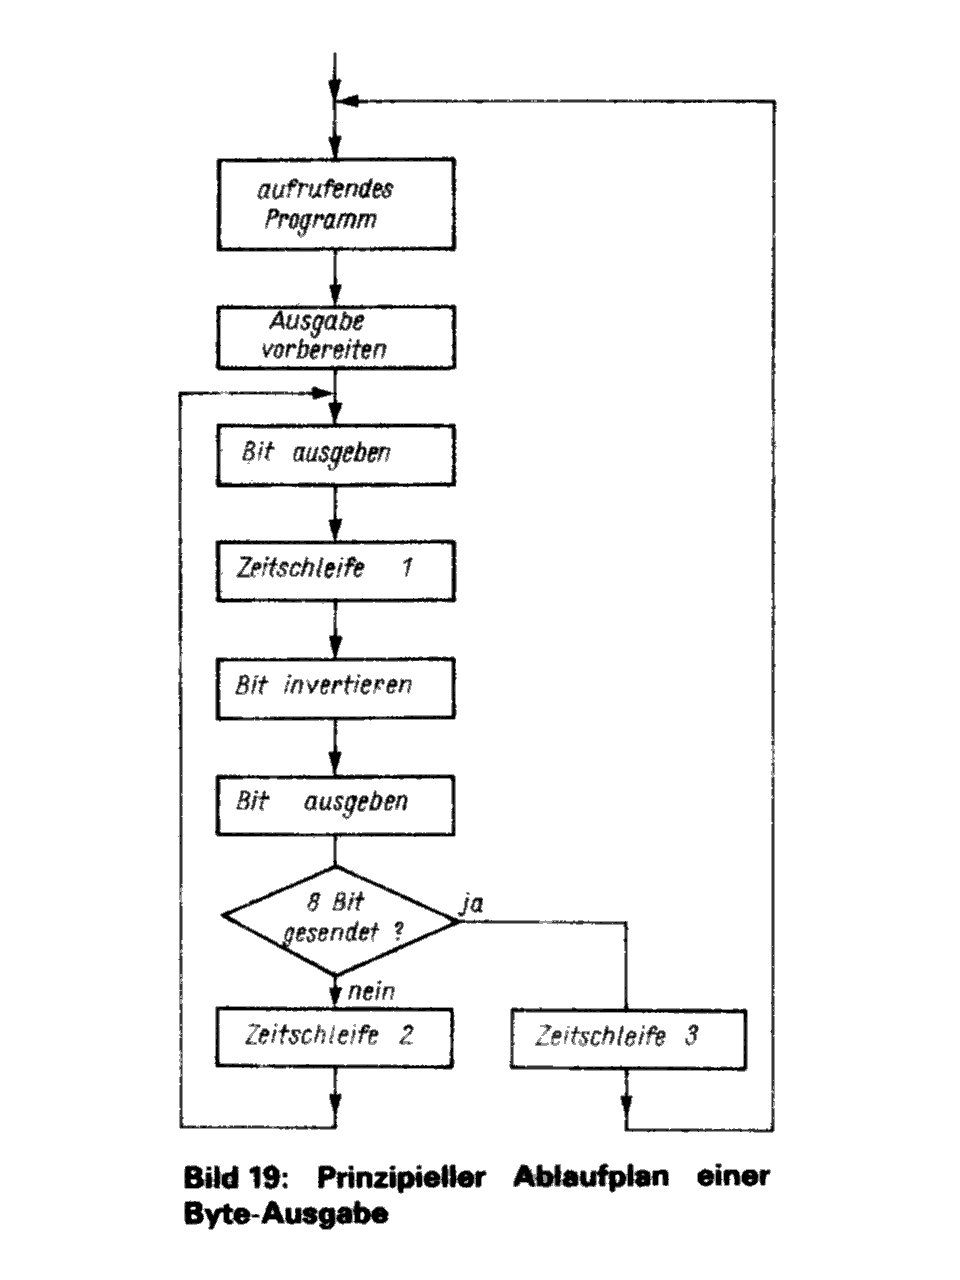 aufrufendes
Programm
Ausgabe
vorbereiten
Bit ausgeben
Zeitschleife 1
Bit invertieren
Bit ausgeben
8 Bit
gesendet ?
ja
nein
Zeitschleife 2
Zeitschleife 3
Bild 19: Prinzipieller Ablaufplan einer
Byte-Ausgabe